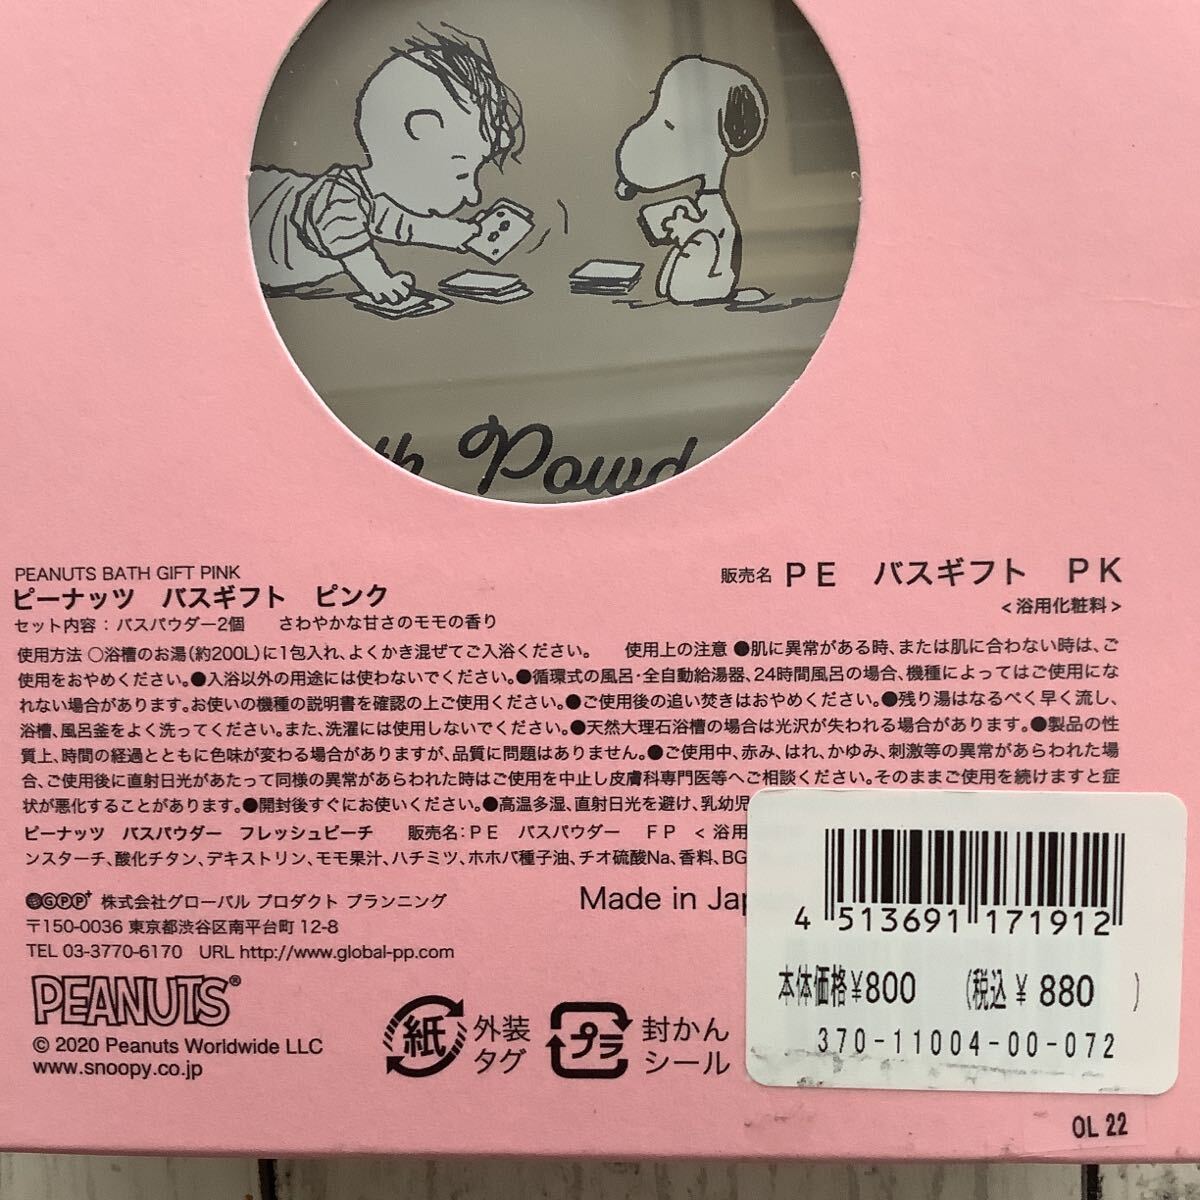 Powd
PEANUTS BATH GIFT PINK
ピーナッツ バスギフト ピンク
セット内容：バスパウダー2個 さわやかな甘さのモモの香り
販売名 PE バスギフト PK
<浴用化粧料>
使用方法 ○浴槽のお湯(約200L)に1包入れ、よくかき混ぜてご入浴ください。 使用上の注意 ●肌に異常がある時、または肌に合わない時は、ご
使用をおやめください。●入浴以外の用途には使わないでください。●循環式の風呂・全自動給湯器、24時間風呂の場合、機種によってはご使用にな
れない場合があります。お使いの機種の説明書を確認の上ご使用ください。●ご使用後の追い焚きはおやめください。●残り湯はなるべく早く流し、
浴槽、風呂釜をよく洗ってください。また、洗濯には使用しないでください。●天然大理石浴槽の場合は光沢が失われる場合があります。●製品の性
質上、時間の経過とともに色味が変わる場合がありますが、品質に問題はありません。●ご使用中、赤み、はれ、かゆみ、刺激等の異常があらわれた場
合、ご使用後に直射日光があたって同様の異常があらわれた時はご使用を中止し皮膚科専門医等へご相談ください。そのままご使用を続けますと症
状が悪化することがあります。●開封後すぐにお使いください。●高温多湿、直射日光を避け、乳幼児
ピーナッツ バスパウダー フレッシュピーチ 販売名：PE バスパウダー FP <浴用
ンスターチ、酸化チタン、デキストリン、モモ果汁、ハチミツ、ホホバ種子油、チオ硫酸Na、香料、BG
GPP+ 株式会社グローバル プロダクト プランニング
〒150-0036 東京都渋谷区南平台町 12-8
TEL 03-3770-6170 URL http://www.global-pp.com
Made in Jap
PEANUTS®
© 2020 Peanuts Worldwide LLC
www.snoopy.co.jp
紙 外装
タグ
プラ 封かん
シール
4 513691 171912
本体価格¥800 (税込¥880)
370-11004-00-072
OL 22